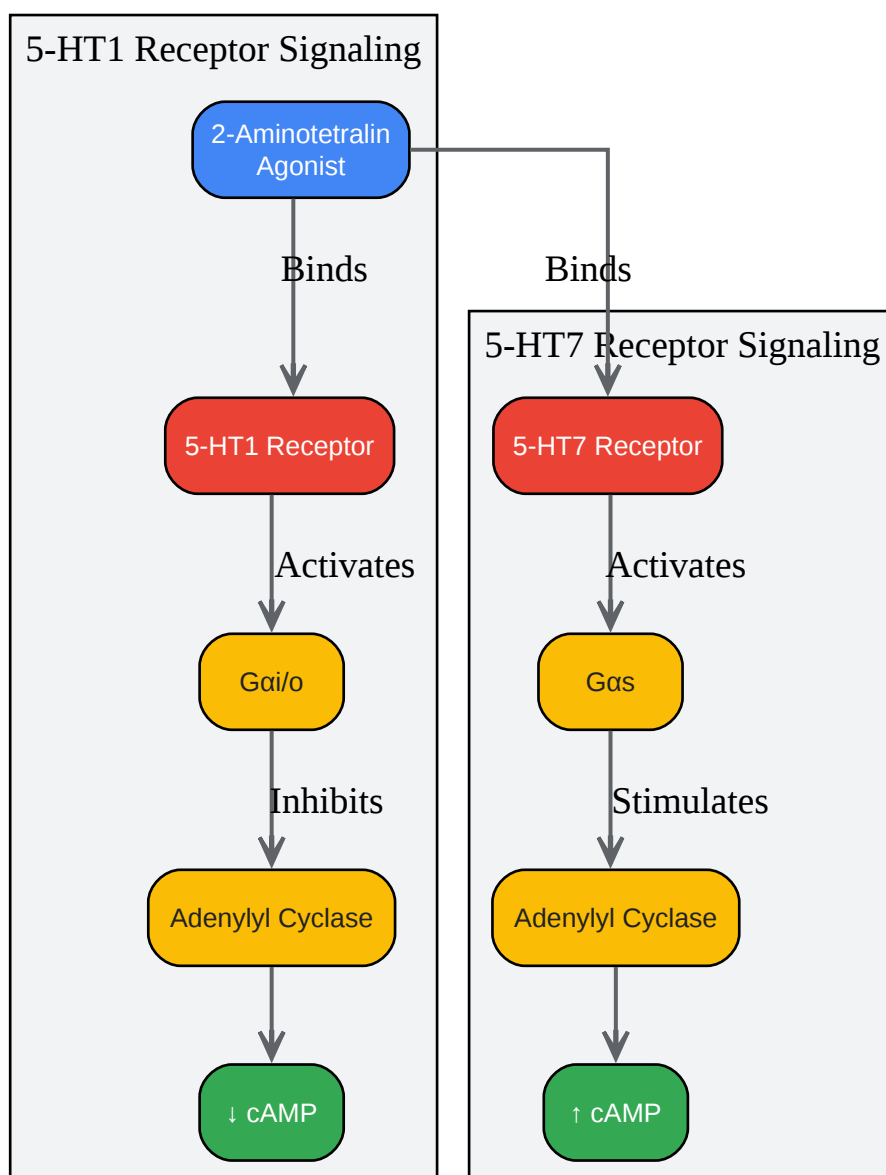 5-HT1 Receptor Signaling
2-Aminotetralin
Agonist
Binds
Binds
5-HT7 Receptor Signaling
5-HT1 Receptor
5-HT7 Receptor
Activates
Activates
Gαi/o
Gαs
Inhibits
Stimulates
Adenylyl Cyclase
Adenylyl Cyclase
↓ cAMP
↑ cAMP